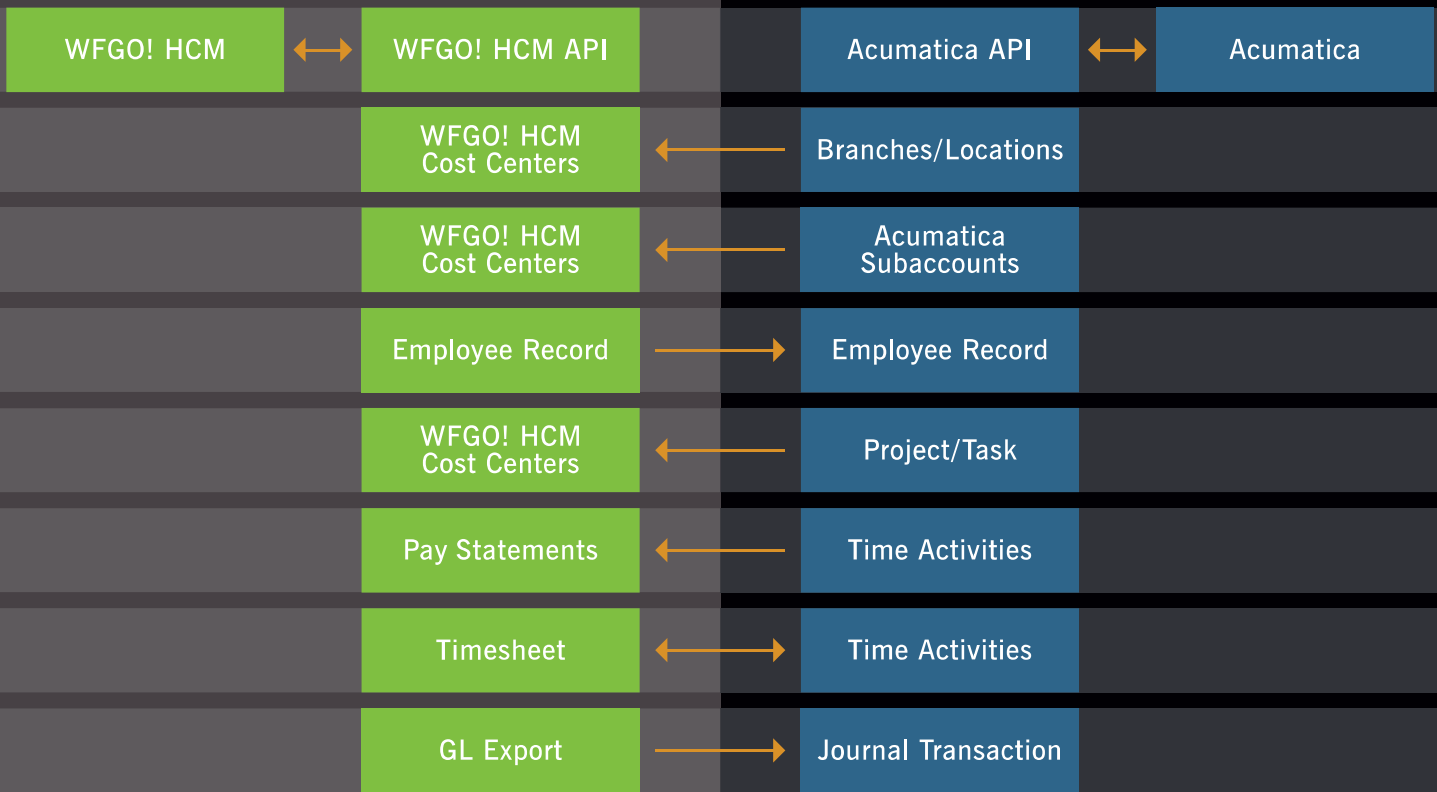 WFGO! HCM
WFGO! HCM API
Acumatica API
Acumatica
WFGO! HCM
Cost Centers
Branches/Locations
WFGO! HCM
Cost Centers
Acumatica
Subaccounts
Employee Record
Employee Record
WFGO! HCM
Cost Centers
Project/Task
Pay Statements
Time Activities
Timesheet
Time Activities
GL Export
Journal Transaction